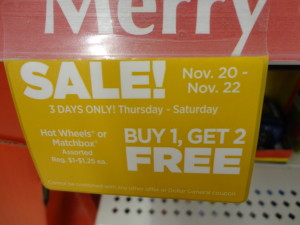 Merry
SALE!
Nov. 20 -
Nov. 22
3 DAYS ONLY! Thursday - Saturday
Hot Wheels® or
Matchbox™
Assorted
Reg. $1-$1.25 ea.
BUY 1, GET 2
FREE